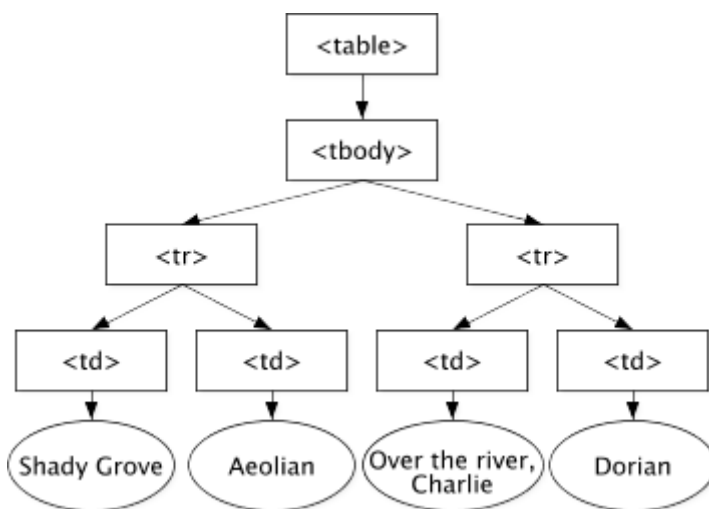 <table>
<tbody>
<tr>
<tr>
<td>
<td>
<td>
<td>
Shady Grove
Aeolian
Over the river,
Charlie
Dorian